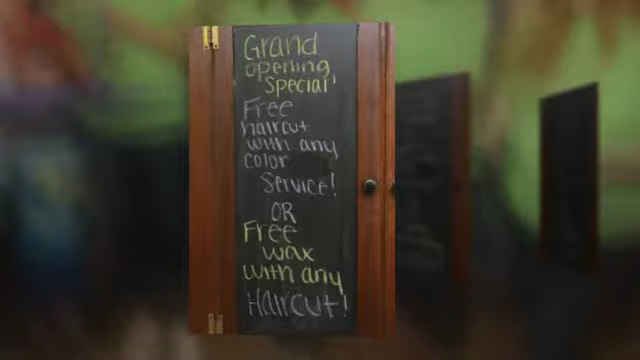 Grand
opening
Special!
Free
haircut
with any
color
Service!
OR
Free
wax
with any
Haircut!